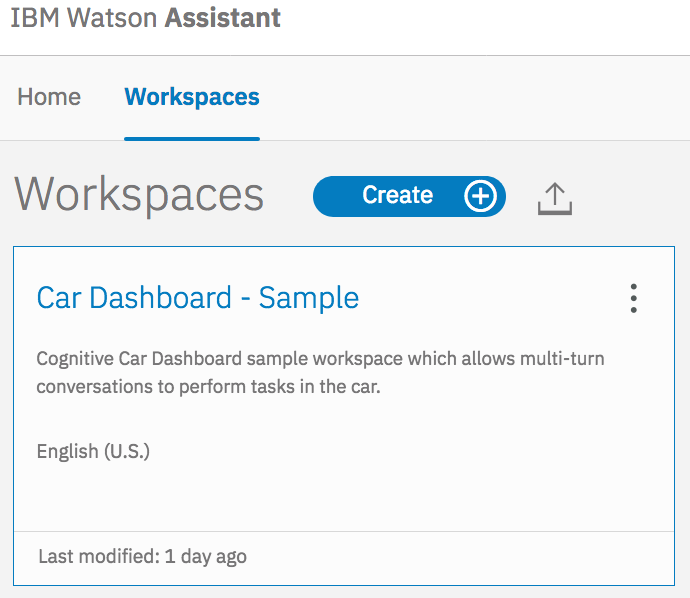 IBM Watson Assistant
Home Workspaces
Workspaces Create
Car Dashboard - Sample
Cognitive Car Dashboard sample workspace which allows multi-turn
conversations to perform tasks in the car.
English (U.S.)
Last modified: 1 day ago